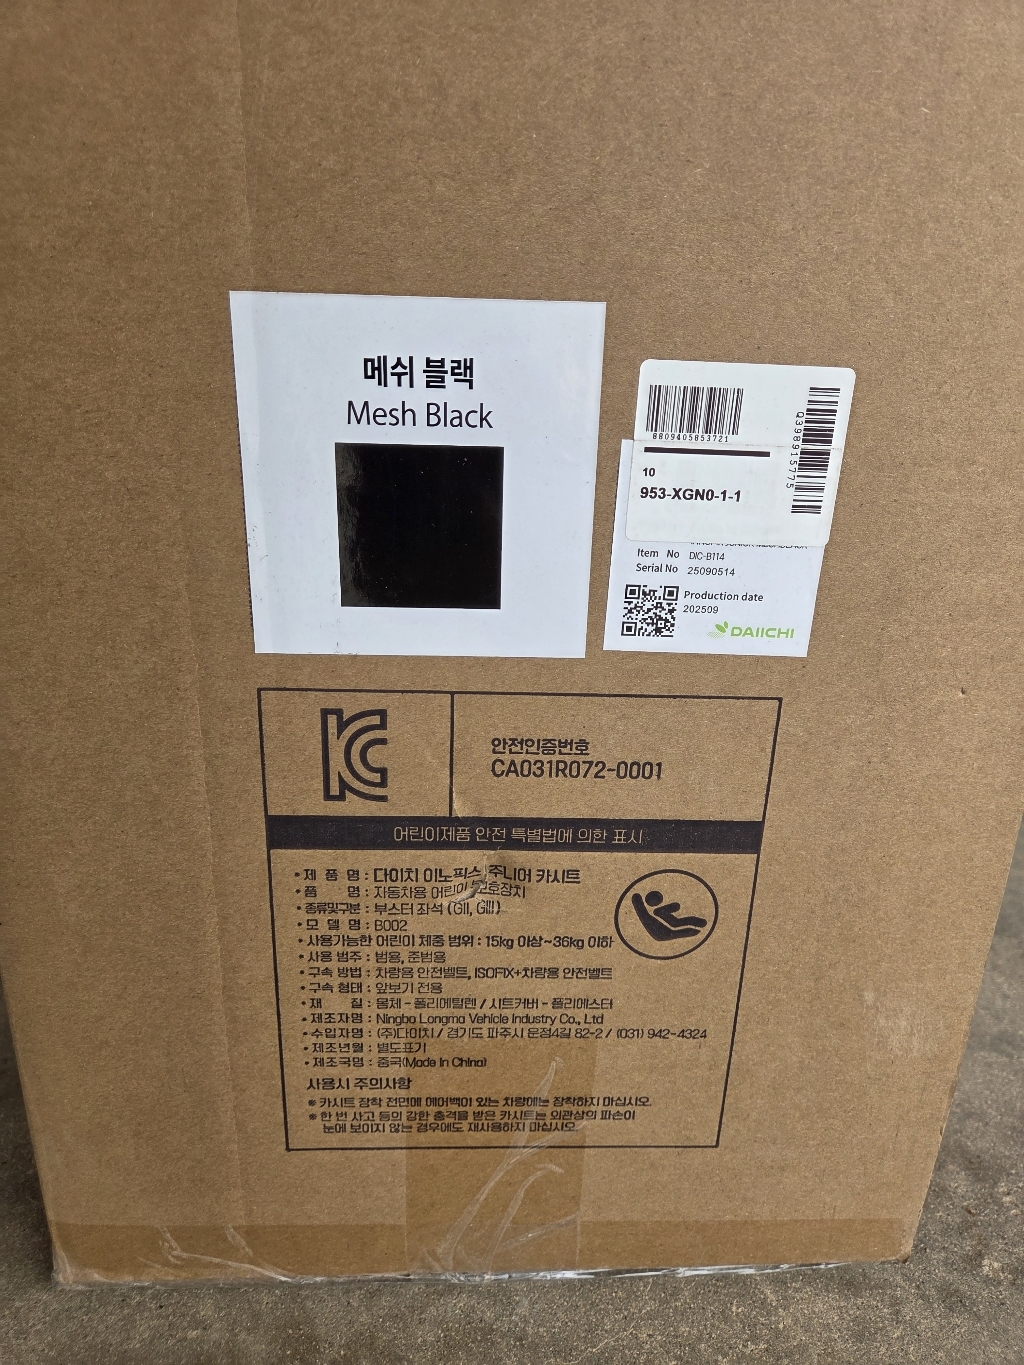 메쉬 블랙
Mesh Black
8809405853721
Q398915775
10
953-XGN0-1-1
Item No DIC-B114
Serial No 25090514
Production date
202509
DAIICHI
안전인증번호
CA031R072-0001
어린이제품 안전 특별법에 의한 표시
• 제 품 명 : 다이치 이노픽스 주니어 카시트
• 품 명 : 자동차용 어린이 보호장치
• 종류및구분 : 부스터 좌석 (GII, GIII)
• 모 델 명 : B002
• 사용가능한 어린이 체중 범위 : 15kg 이상~36kg 이하
• 사용 범주 : 범용, 준범용
• 구속 방법 : 차량용 안전벨트, ISOFIX+차량용 안전벨트
• 구속 형태 : 앞보기 전용
• 재 질 : 몸체 - 폴리에틸렌 / 시트커버 - 폴리에스터
• 제조자명 : Ningbo Longma Vehicle Industry Co., Ltd
• 수입자명 : (주)다이치 / 경기도 파주시 운정4길 82-2 / (031) 942-4324
• 제조년월 : 별도표기
• 제조국명 : 중국(Made In China)
사용시 주의사항
※ 카시트 장착 전면에 에어백이 있는 차량에는 장착하지 마십시오.
※ 한 번 사고 등의 강한 충격을 받은 카시트는 외관상의 파손이
눈에 보이지 않는 경우에도 재사용하지 마십시오.